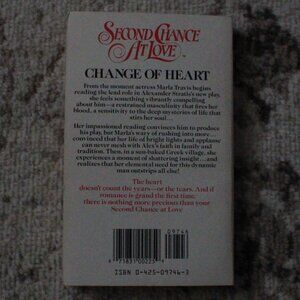 SECOND CHANCE
AT LOVE™
CHANGE OF HEART
From the moment actress Marla Travis begins
reading the lead role in Alexander Stratis's new play,
she feels something vibrantly compelling
about him—a restrained masculinity that fires her
blood, a sensitivity to the deep mysteries of life that
stirs her soul...
Her impassioned reading convinces him to produce
his play, but Marla's wary of rushing into more...
convinced that her life of bright lights and applause
can never mesh with Alex's faith in family and
tradition. Then, in a sun-baked Greek village, she
experiences a moment of shattering insight...and
realizes that her elemental need for this dynamic
man outstrips all else!
The heart
doesn't count the years—or the tears. And if
romance is grand the first time,
there is nothing more precious than your
Second Chance at Love
09746
71831 00225
ISBN 0-425-09746-3